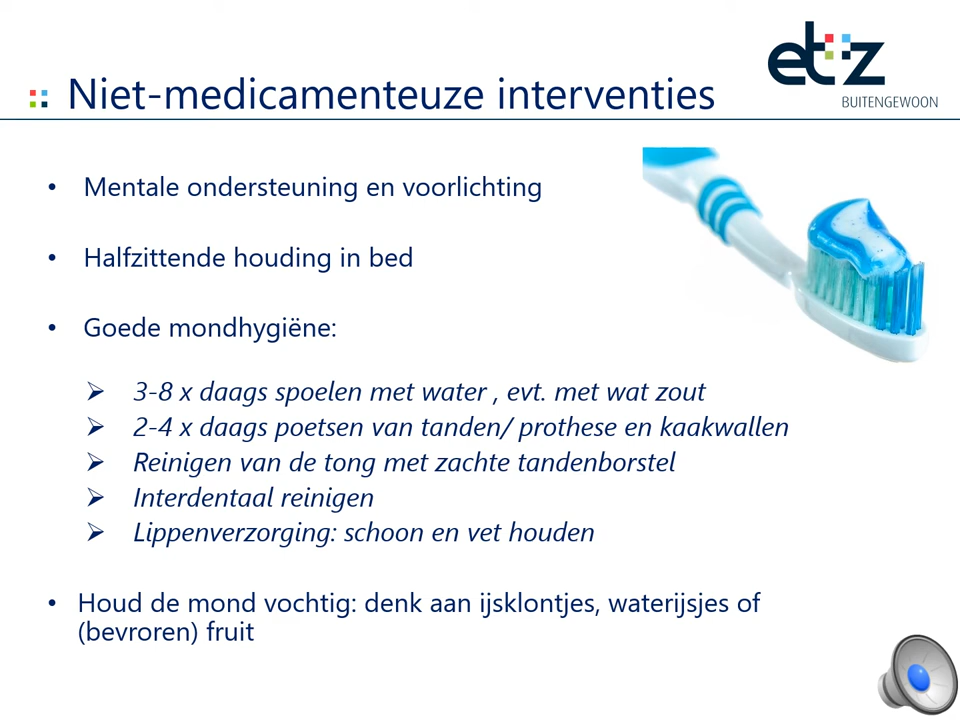 etz
BUITENGEWOON
Niet-medicamenteuze interventies
• Mentale ondersteuning en voorlichting
• Halfzittende houding in bed
• Goede mondhygiëne:
➢ 3-8 x daags spoelen met water , evt. met wat zout
➢ 2-4 x daags poetsen van tanden/ prothese en kaakwallen
➢ Reinigen van de tong met zachte tandenborstel
➢ Interdentaal reinigen
➢ Lippenverzorging: schoon en vet houden
• Houd de mond vochtig: denk aan ijsklontjes, waterijsjes of
(bevroren) fruit